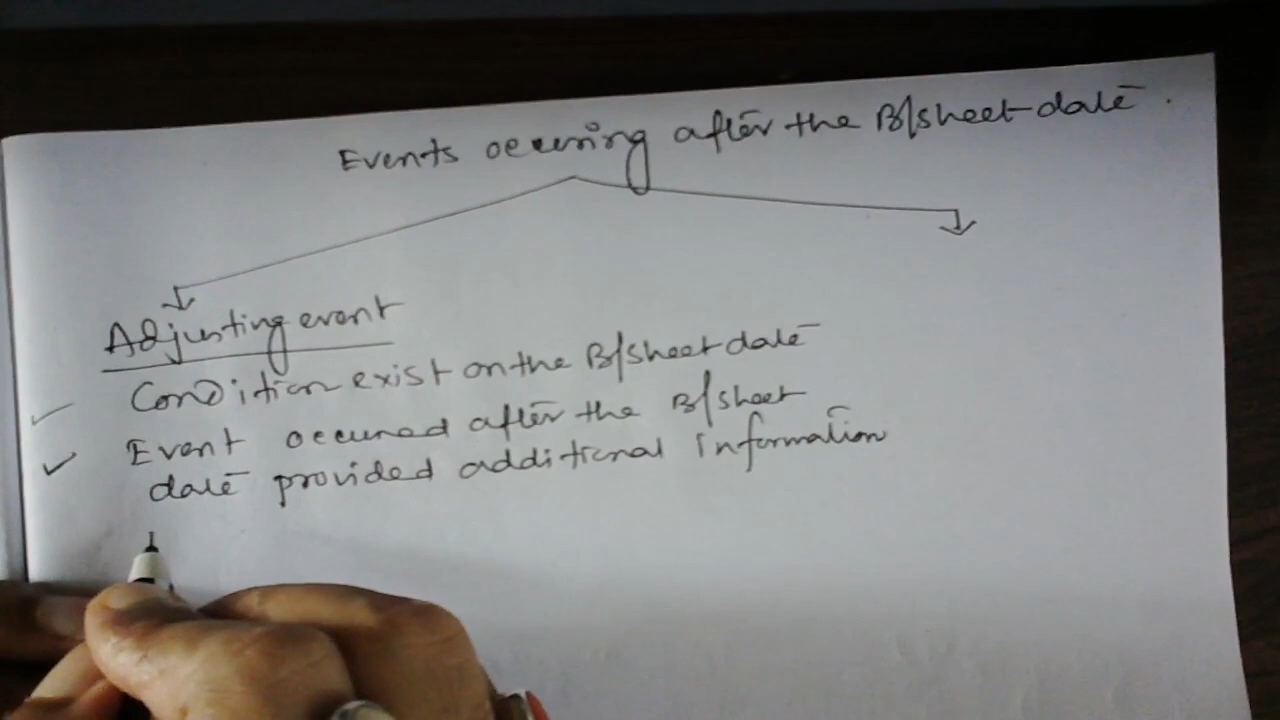 Events occuring after the B/sheet date.
Adjusting event
Condition exist on the B/sheet date
Event occured after the B/sheet
date provided additional information